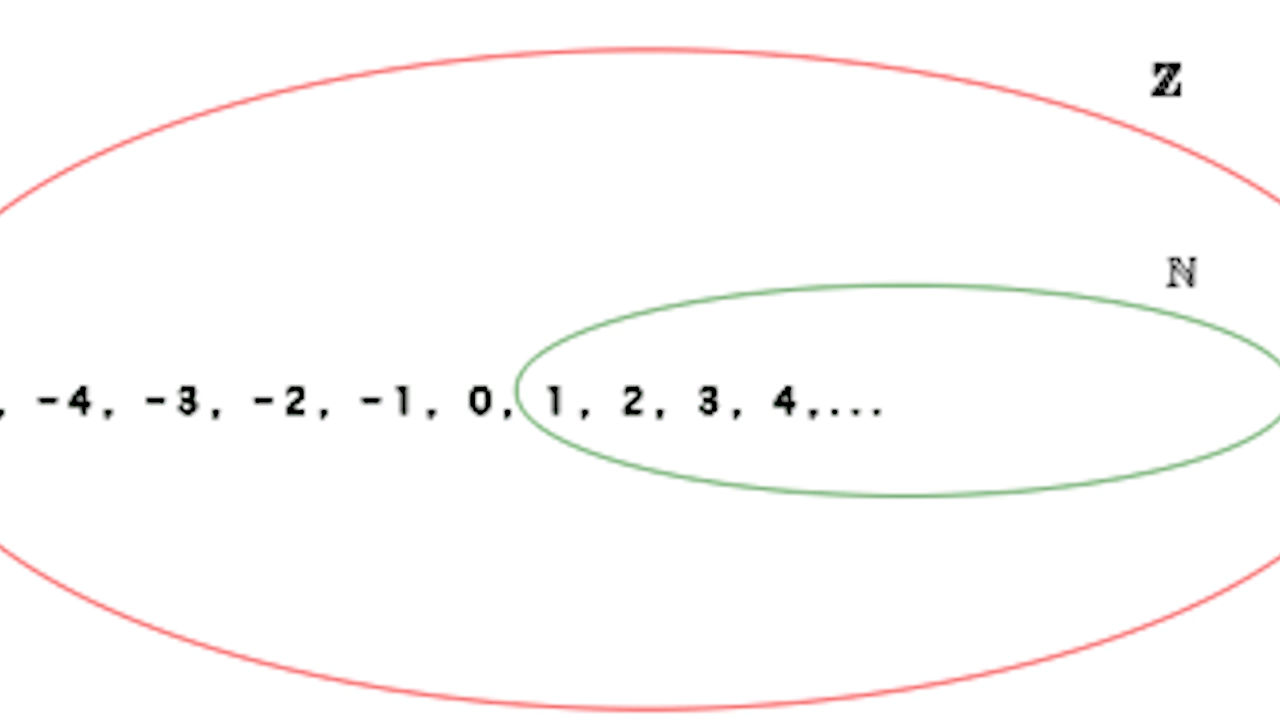 ℤ
ℕ
, -4, -3, -2, -1, 0, 1, 2, 3, 4,...